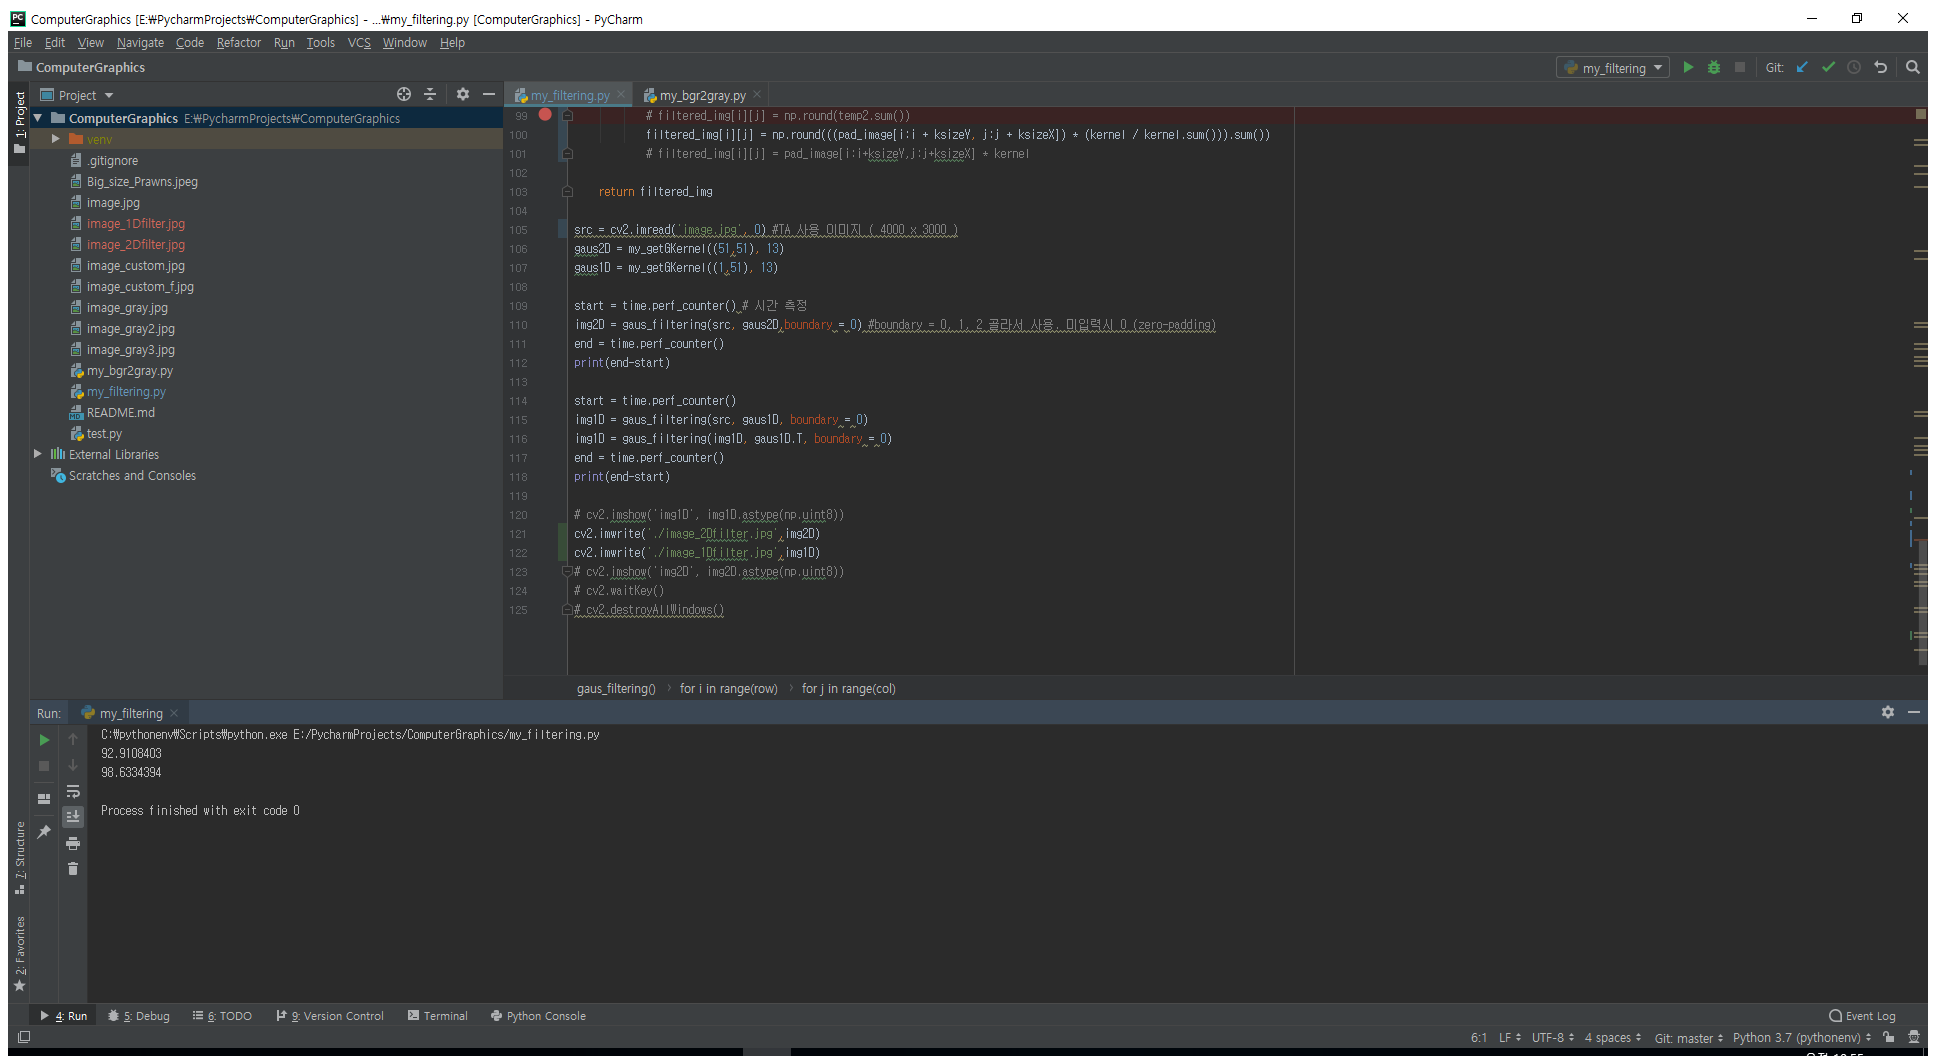 ComputerGraphics [E:₩PycharmProjects₩ComputerGraphics] - ...₩my_filtering.py [ComputerGraphics] - PyCharm
File Edit View Navigate Code Refactor Run Tools VCS Window Help
ComputerGraphics
my_filtering
Git:
1: Project
Project
my_filtering.py
my_bgr2gray.py
ComputerGraphics E:₩PycharmProjects₩ComputerGraphics
venv
.gitignore
Big_size_Prawns.jpeg
image.jpg
image_1Dfilter.jpg
image_2Dfilter.jpg
image_custom.jpg
image_custom_f.jpg
image_gray.jpg
image_gray2.jpg
image_gray3.jpg
my_bgr2gray.py
my_filtering.py
README.md
test.py
External Libraries
Scratches and Consoles
99 # filtered_img[i][j] = np.round(temp2.sum())
100 filtered_img[i][j] = np.round(((pad_image[i:i + ksizeY, j:j + ksizeX]) * (kernel / kernel.sum())).sum())
101 # filtered_img[i][j] = pad_image[i:i+ksizeY,j:j+ksizeX] * kernel
102
103 return filtered_img
104
105 src = cv2.imread('image.jpg', 0) #TA 사용 이미지 ( 4000 x 3000 )
106 gaus2D = my_getGKernel((51,51), 13)
107 gaus1D = my_getGKernel((1,51), 13)
108
109 start = time.perf_counter() # 시간 측정
110 img2D = gaus_filtering(src, gaus2D,boundary = 0) #boundary = 0, 1, 2 골라서 사용. 미입력시 0 (zero-padding)
111 end = time.perf_counter()
112 print(end-start)
113
114 start = time.perf_counter()
115 img1D = gaus_filtering(src, gaus1D, boundary = 0)
116 img1D = gaus_filtering(img1D, gaus1D.T, boundary = 0)
117 end = time.perf_counter()
118 print(end-start)
119
120 # cv2.imshow('img1D', img1D.astype(np.uint8))
121 cv2.imwrite('./image_2Dfilter.jpg',img2D)
122 cv2.imwrite('./image_1Dfilter.jpg',img1D)
123 # cv2.imshow('img2D', img2D.astype(np.uint8))
124 # cv2.waitKey()
125 # cv2.destroyAllWindows()
gaus_filtering() for i in range(row) for j in range(col)
Run: my_filtering
C:₩pythonenv₩Scripts₩python.exe E:/PycharmProjects/ComputerGraphics/my_filtering.py
92.9108403
98.6334394
Process finished with exit code 0
7: Structure
2: Favorites
4: Run 5: Debug 6: TODO 9: Version Control Terminal Python Console Event Log
6:1 LF UTF-8 4 spaces Git: master Python 3.7 (pythonenv)